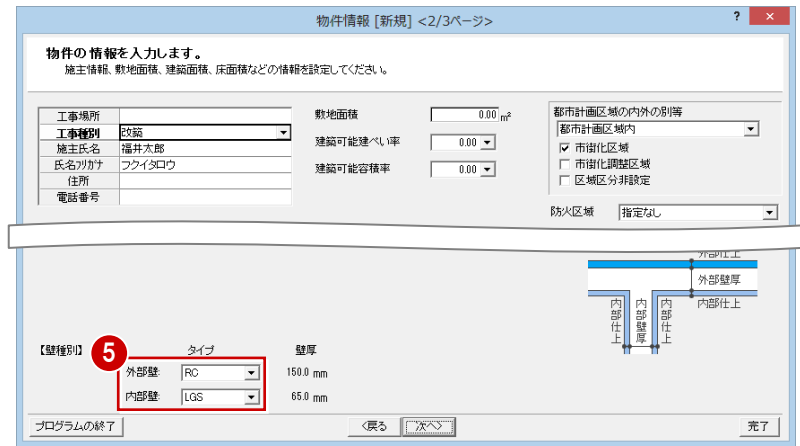 物件情報 [新規] <2/3ページ>
? ×
物件の情報を入力します。
施主情報、敷地面積、建築面積、床面積などの情報を設定してください。
工事場所
工事種別 改築
施主氏名 福井太郎
氏名フリガナ フクイタロウ
住所
電話番号
敷地面積 0.00 m²
建築可能建ぺい率 0.00
建築可能容積率 0.00
都市計画区域の内外の別等
都市計画区域内
市街化区域
市街化調整区域
区域区分非設定
防火区域 指定なし
外部仕上
外部壁厚
内部仕上
内部仕上
内部壁厚
内部仕上
【壁種別】 5 タイプ 壁厚
外部壁: RC 150.0 mm
内部壁: LGS 65.0 mm
プログラムの終了 <戻る 次へ> 完了